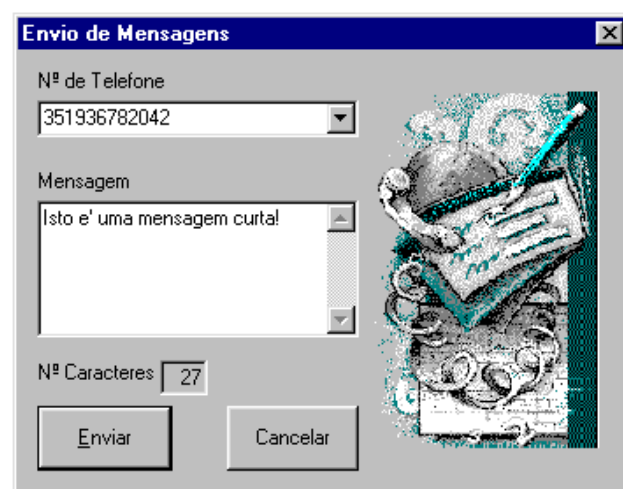 Envio de Mensagens
Nº de Telefone
351936782042
Mensagem
Isto e' uma mensagem curta!
Nº Caracteres 27
Enviar
Cancelar